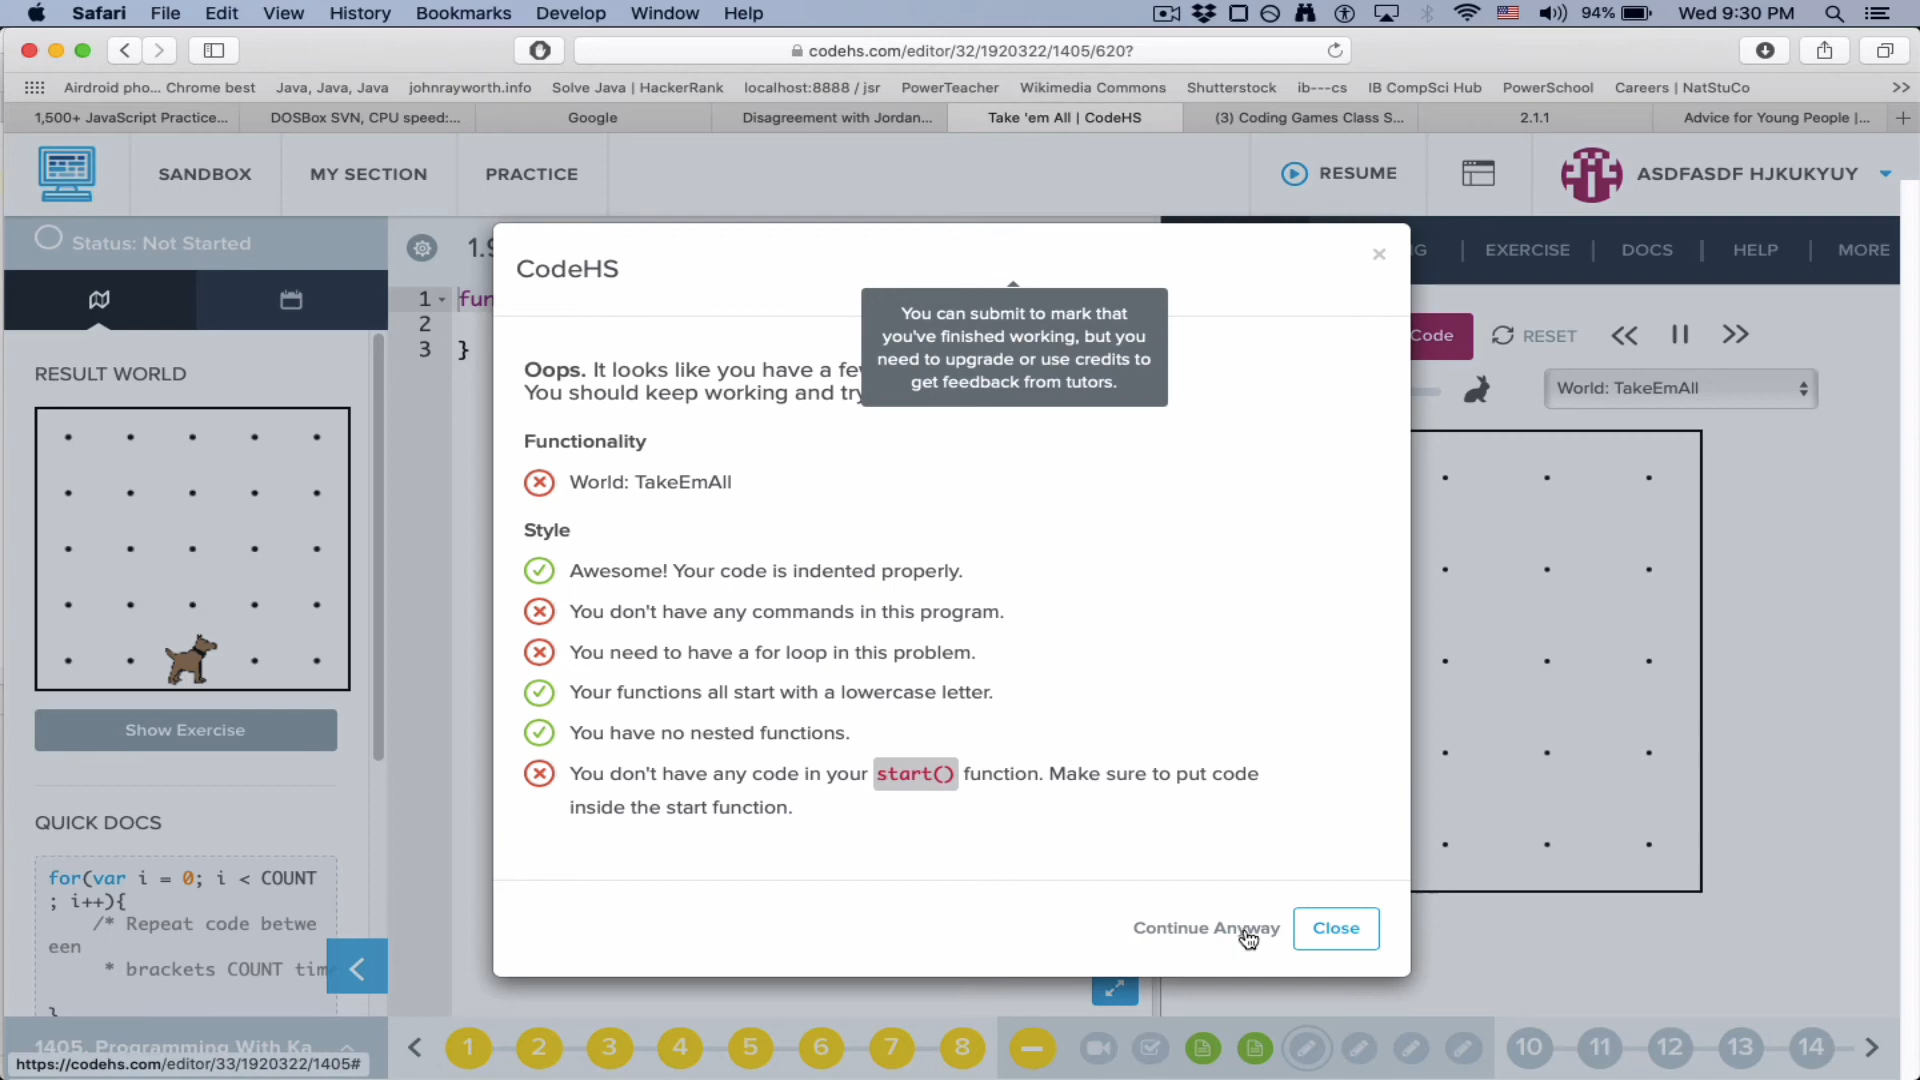 Safari File Edit View History Bookmarks Develop Window Help 94% Wed 9:30 PM
codehs.com/editor/32/1920322/1405/620?
Airdroid pho... Chrome best Java, Java, Java johnrayworth.info Solve Java | HackerRank localhost:8888 / jsr PowerTeacher Wikimedia Commons Shutterstock ib---cs IB CompSci Hub PowerSchool Careers | NatStuCo >>
1,500+ JavaScript Practice... DOSBox SVN, CPU speed:... Google Disagreement with Jordan... Take 'em All | CodeHS (3) Coding Games Class S... 2.1.1 Advice for Young People |... +
SANDBOX MY SECTION PRACTICE RESUME ASDFASDF HJKUKYUY
Status: Not Started
EXERCISE DOCS HELP MORE
RESULT WORLD
Show Exercise
QUICK DOCS
for(var i = 0; i < COUNT
; i++){
/* Repeat code betwe
een
* brackets COUNT tim
}
1405. Programming With Ka
https://codehs.com/editor/33/1920322/1405#
1.9
1 fun
2
3 }
CodeHS
×
You can submit to mark that
you've finished working, but you
need to upgrade or use credits to
get feedback from tutors.
Oops. It looks like you have a few
You should keep working and try
Functionality
World: TakeEmAll
Style
Awesome! Your code is indented properly.
You don't have any commands in this program.
You need to have a for loop in this problem.
Your functions all start with a lowercase letter.
You have no nested functions.
You don't have any code in your start() function. Make sure to put code
inside the start function.
Continue Anyway Close
Code RESET
World: TakeEmAll
1 2 3 4 5 6 7 8 10 11 12 13 14